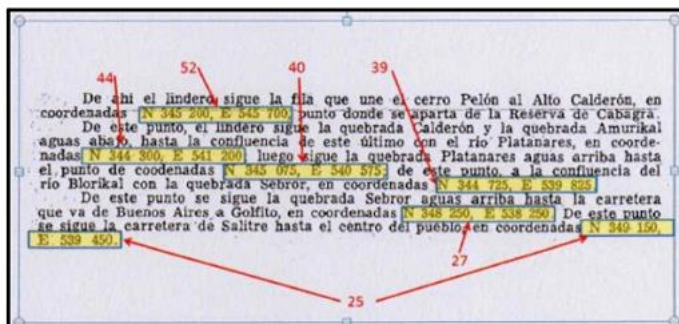 44 52 40 39
De ahí el lindero sigue la fila que une el cerro Pelón al Alto Calderón, en
coordenadas N 345 200, E 545 700, punto donde se aparta de la Reserva de Cabagra.
De este punto, el lindero sigue la quebrada Calderón y la quebrada Amurikal
aguas abajo, hasta la confluencia de este último con el río Platanares, en coorde-
nadas N 344 300, E 541 200 luego sigue la quebrada Platanares aguas arriba hasta
el punto de coodenadas N 345 075, E 540 575; de este punto, a la confluencia del
río Blorikal con la quebrada Sebror, en coordenadas N 344 725, E 539 825
De este punto se sigue la quebrada Sebror aguas arriba hasta la carretera
que va de Buenos Aires a Golfito, en coordenadas N 348 250, E 538 250 De este punto
se sigue la carretera de Salitre hasta el centro del pueblo, en coordenadas N 349 150,
E 539 450.
27
25